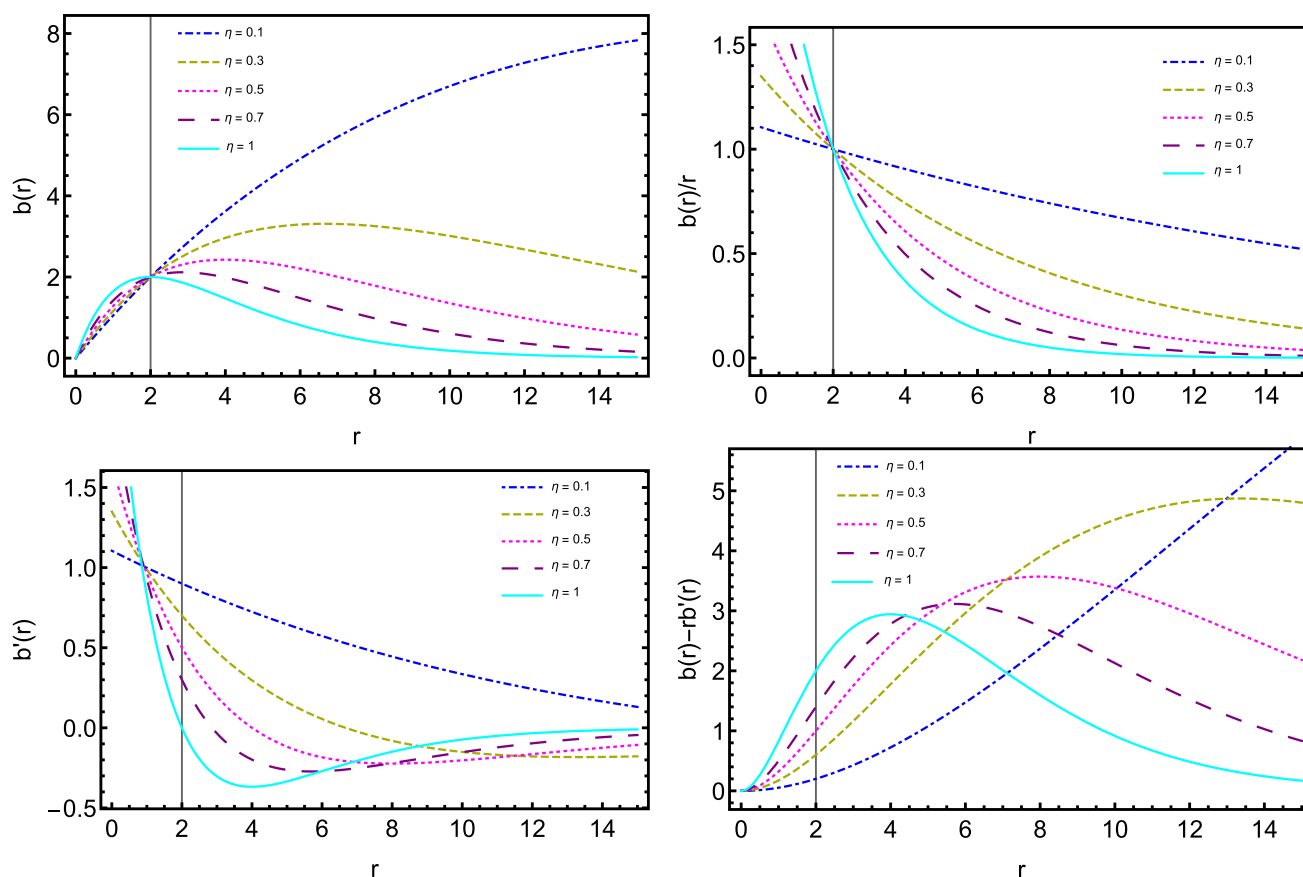 η = 0.1
η = 0.3
η = 0.5
η = 0.7
η = 1
b(r)
8
6
4
2
0
0 2 4 6 8 10 12 14
r
η = 0.1
η = 0.3
η = 0.5
η = 0.7
η = 1
b(r)/r
1.5
1.0
0.5
0.0
0 2 4 6 8 10 12 14
r
η = 0.1
η = 0.3
η = 0.5
η = 0.7
η = 1
b'(r)
1.5
1.0
0.5
0.0
−0.5
0 2 4 6 8 10 12 14
r
η = 0.1
η = 0.3
η = 0.5
η = 0.7
η = 1
b(r)−rb'(r)
5
4
3
2
1
0
0 2 4 6 8 10 12 14
r